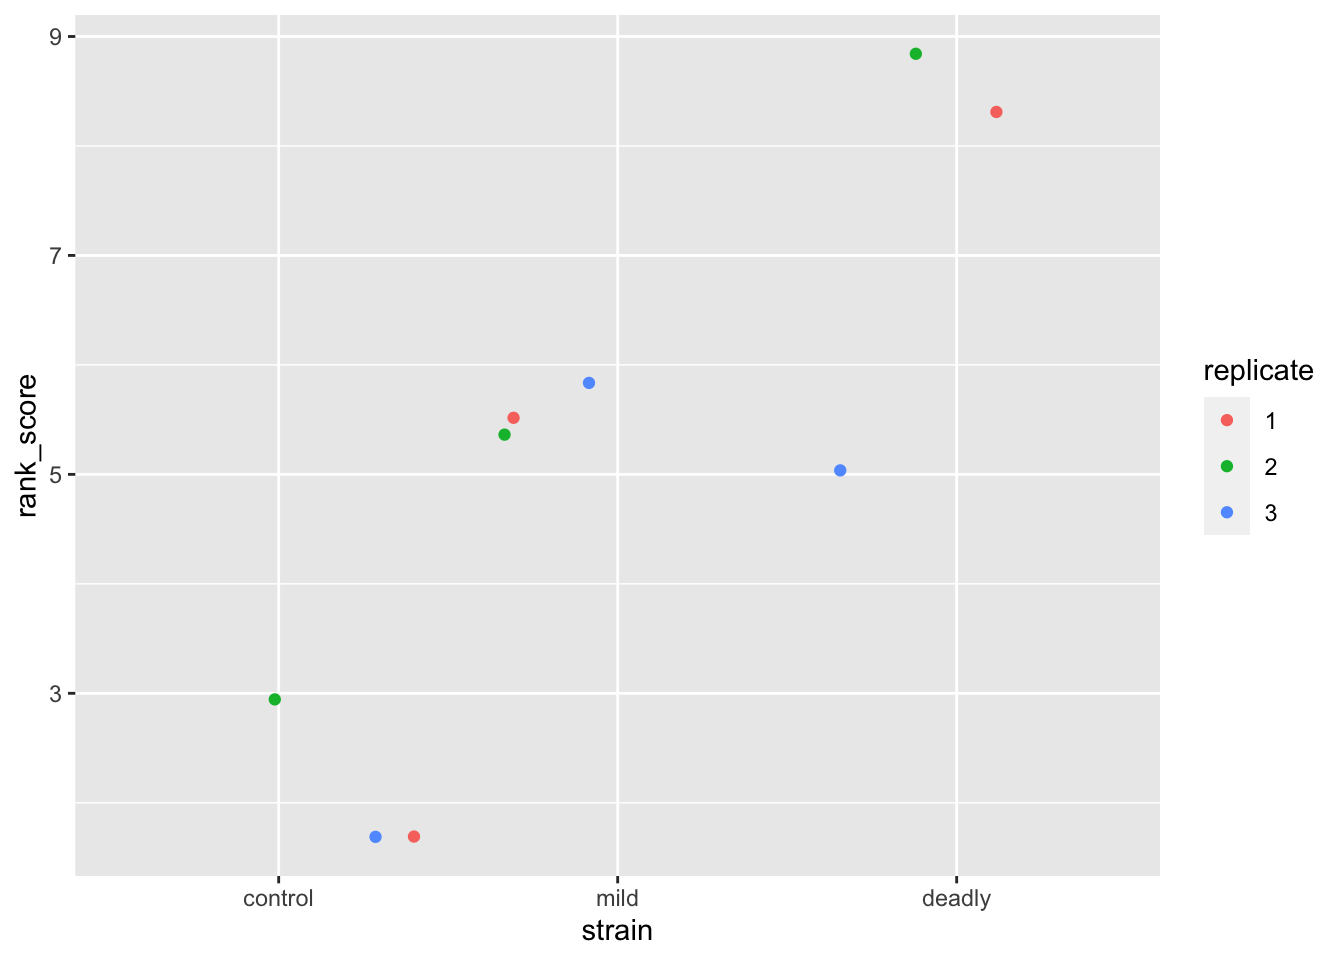 9
7
5
3
rank_score
control mild deadly
strain
replicate
1
2
3